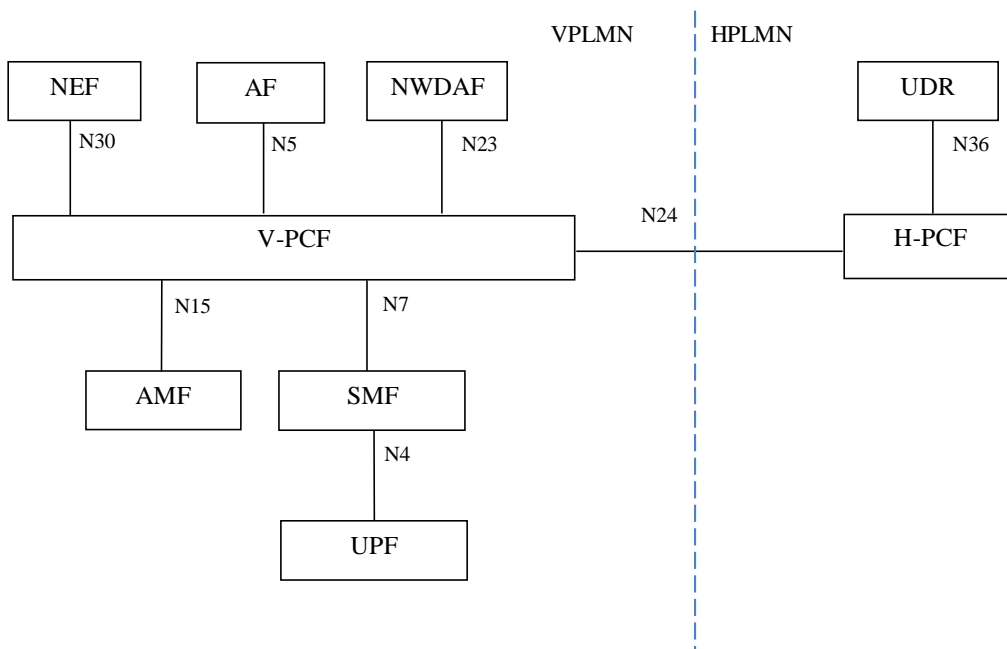 VPLMN
HPLMN
NEF
AF
NWDAF
UDR
N30
N5
N23
N36
N24
V-PCF
H-PCF
N15
N7
AMF
SMF
N4
UPF